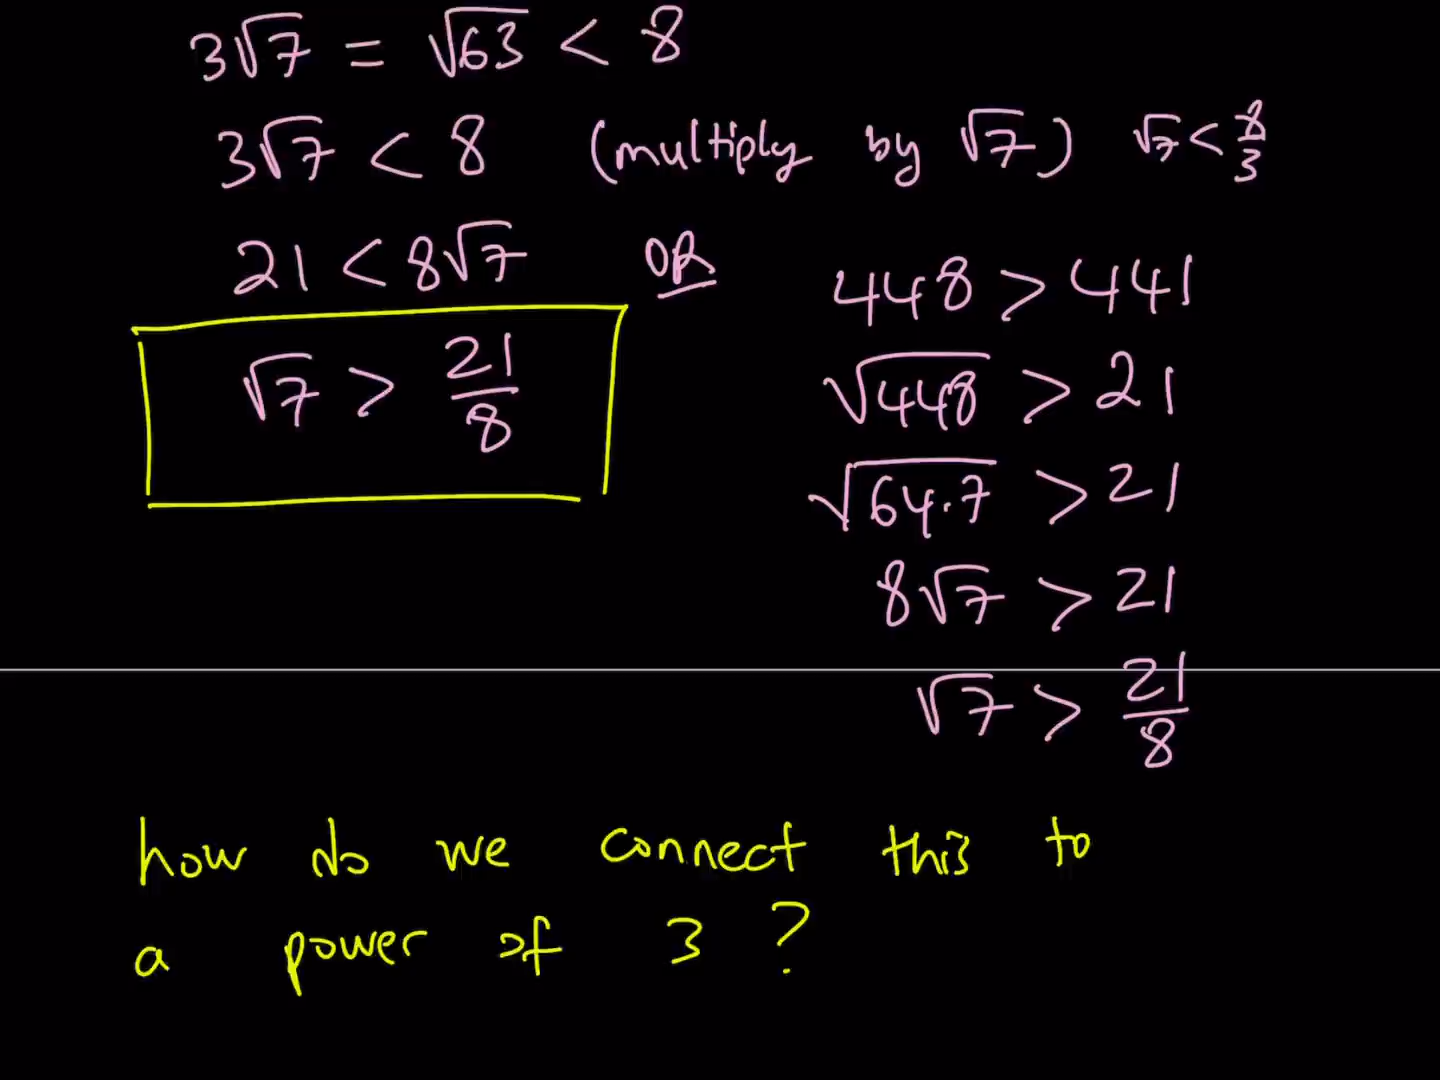 3√7 = √63 < 8
3√7 < 8 (multiply by √7) √7 < 8/3
21 < 8√7 OR
√7 > 21/8
448 > 441
√448 > 21
√64·7 > 21
8√7 > 21
√7 > 21/8
how do we connect this to
a power of 3 ?